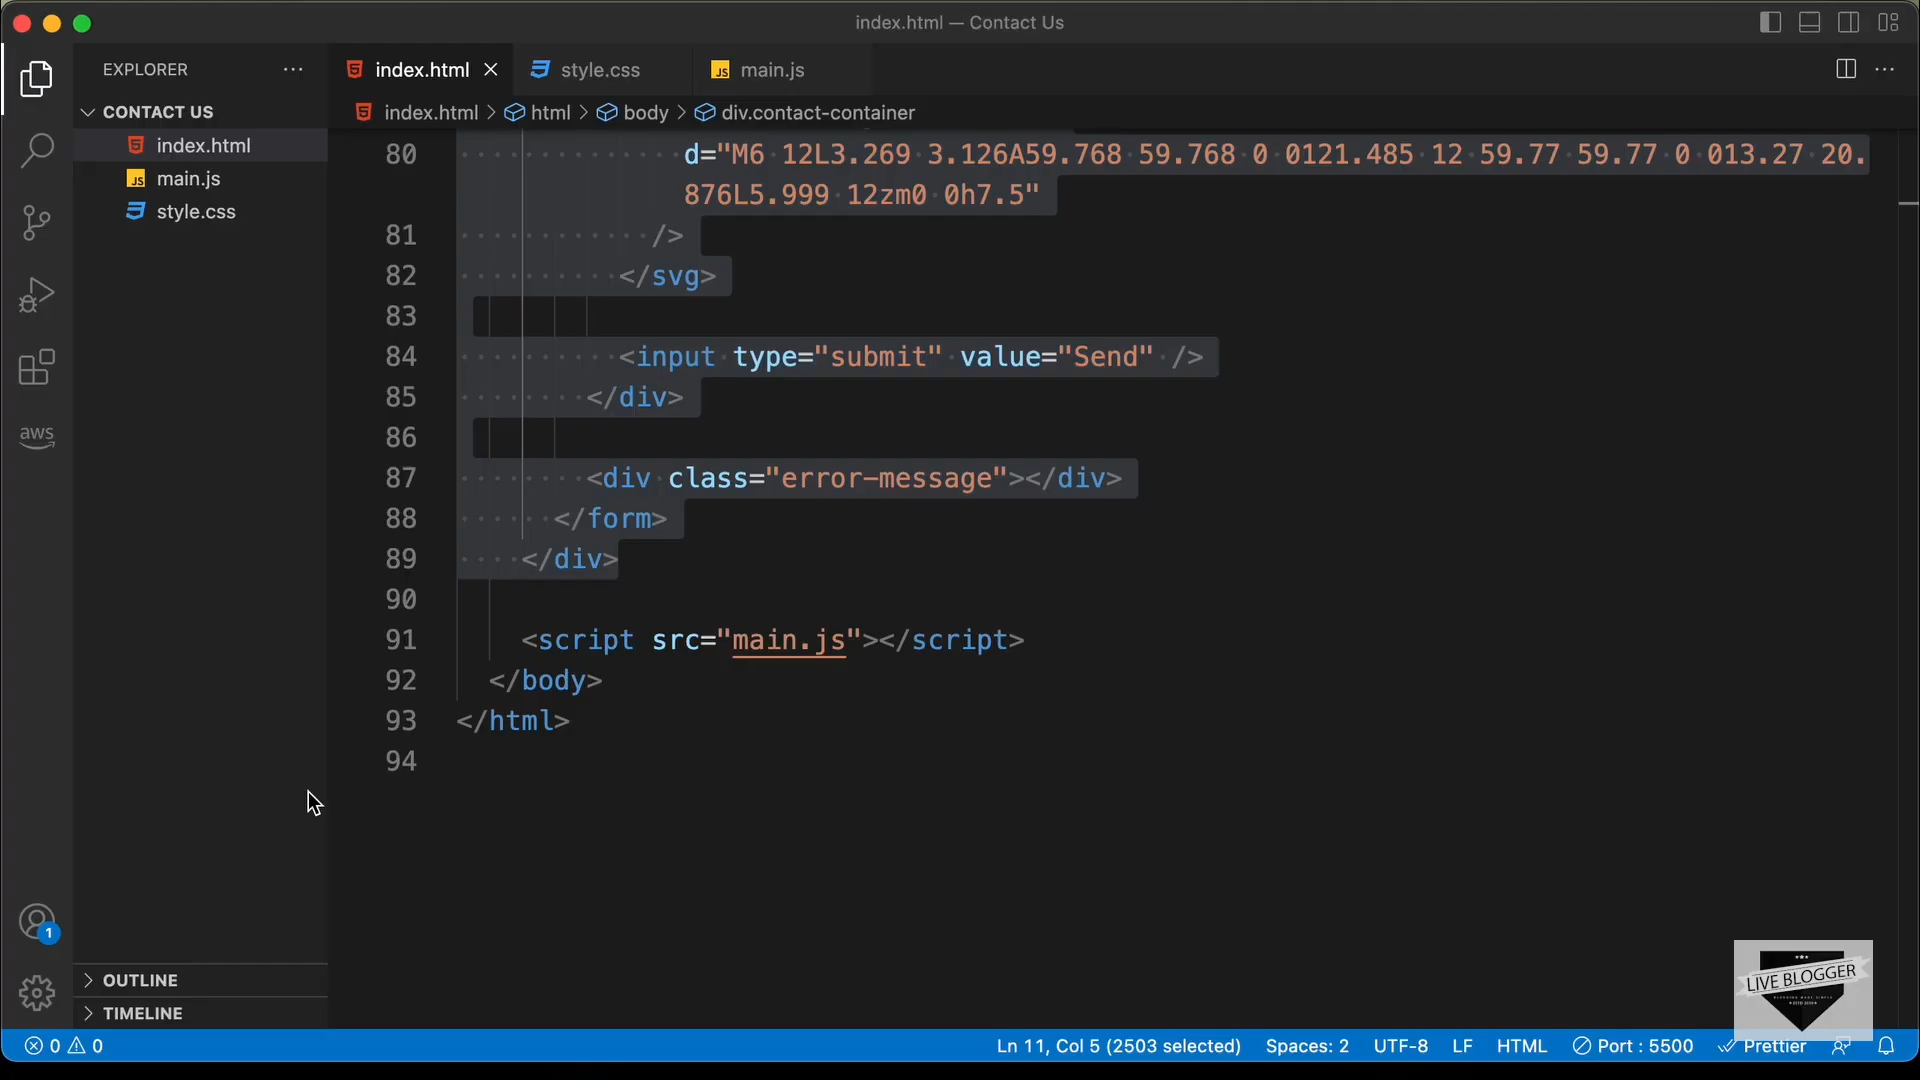 index.html — Contact Us
EXPLORER
index.html
style.css
JS main.js
CONTACT US
index.html > html > body > div.contact-container
index.html
JS main.js
style.css
aws
80 d="M6 12L3.269 3.126A59.768 59.768 0 0121.485 12 59.77 59.77 0 013.27 20.
876L5.999 12zm0 0h7.5"
81 />
82 </svg>
83
84 <input type="submit" value="Send" />
85 </div>
86
87 <div class="error-message"></div>
88 </form>
89 </div>
90
91 <script src="main.js"></script>
92 </body>
93 </html>
94
1
OUTLINE
TIMELINE
LIVE BLOGGER
0 0
Ln 11, Col 5 (2503 selected)
Spaces: 2
UTF-8
LF
HTML
Port : 5500
Prettier